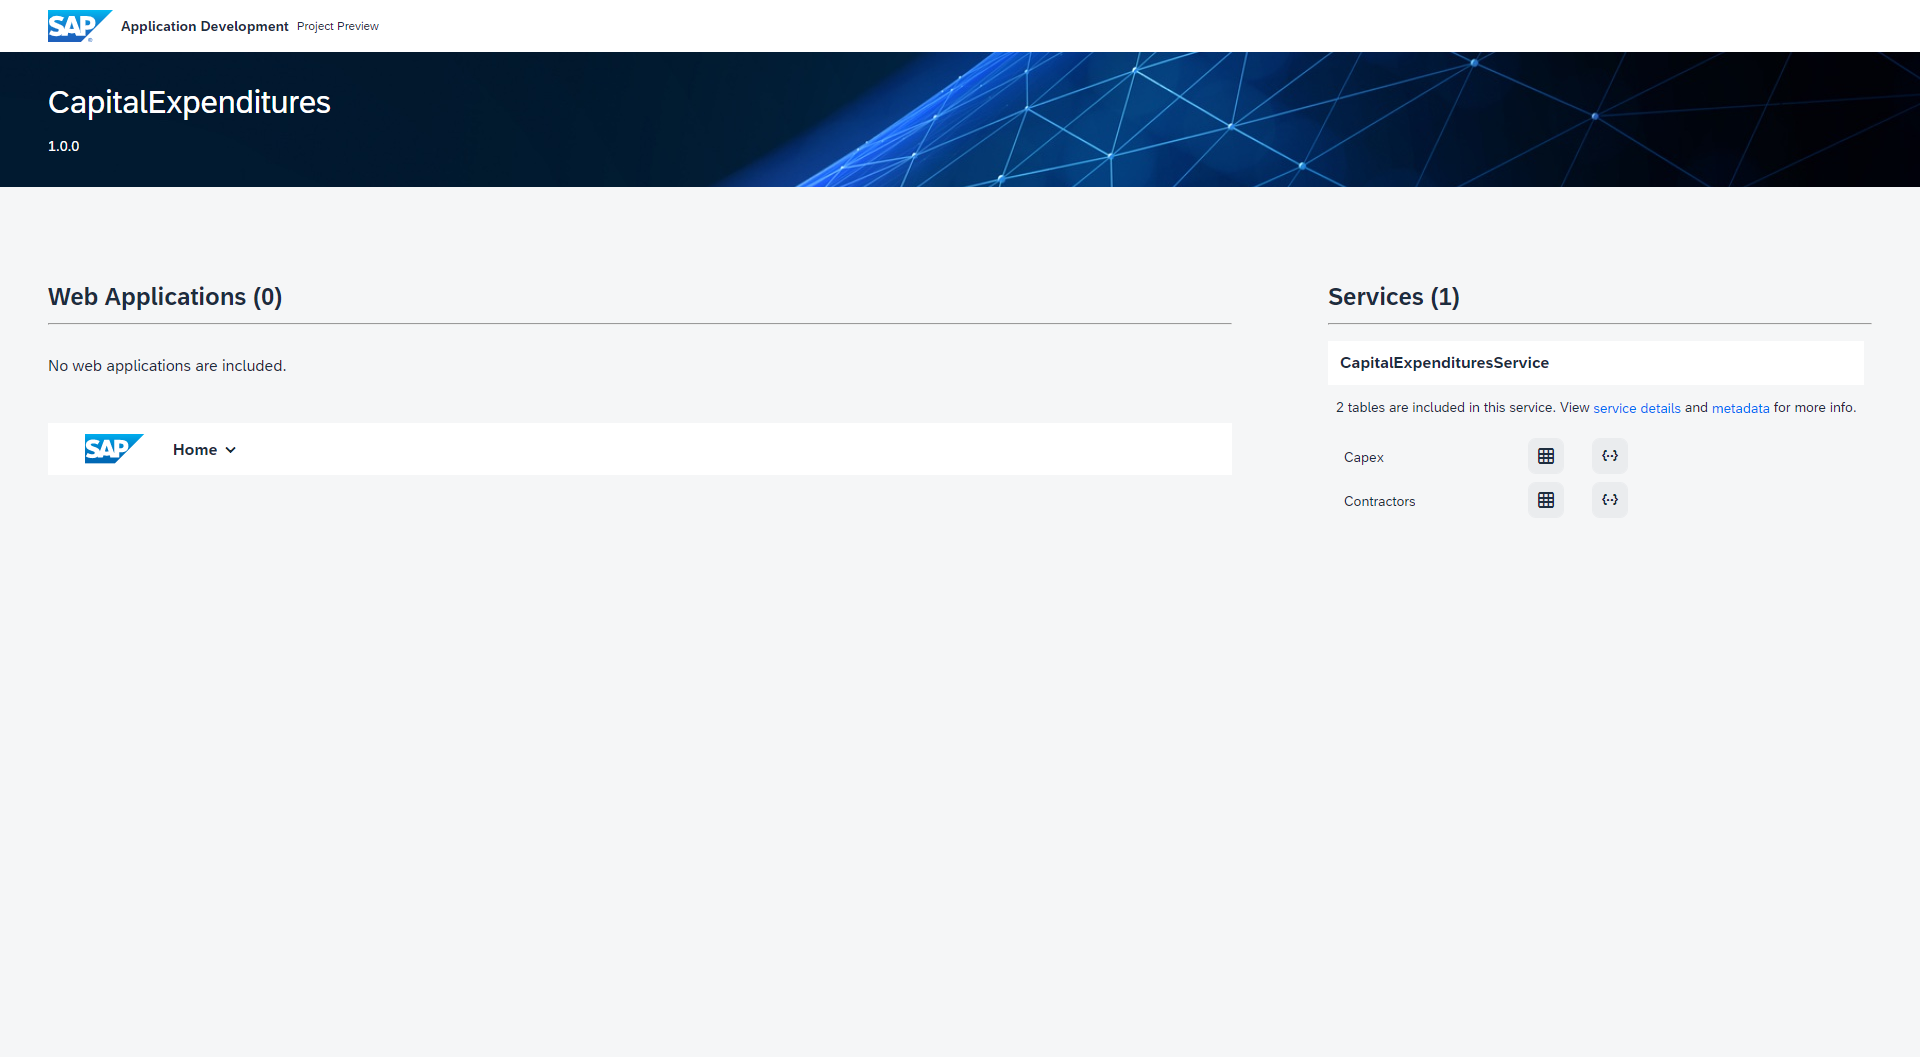 SAP Application Development Project Preview
CapitalExpenditures
1.0.0
Web Applications (0)
No web applications are included.
SAP Home
Services (1)
CapitalExpendituresService
2 tables are included in this service. View service details and metadata for more info.
Capex
Contractors